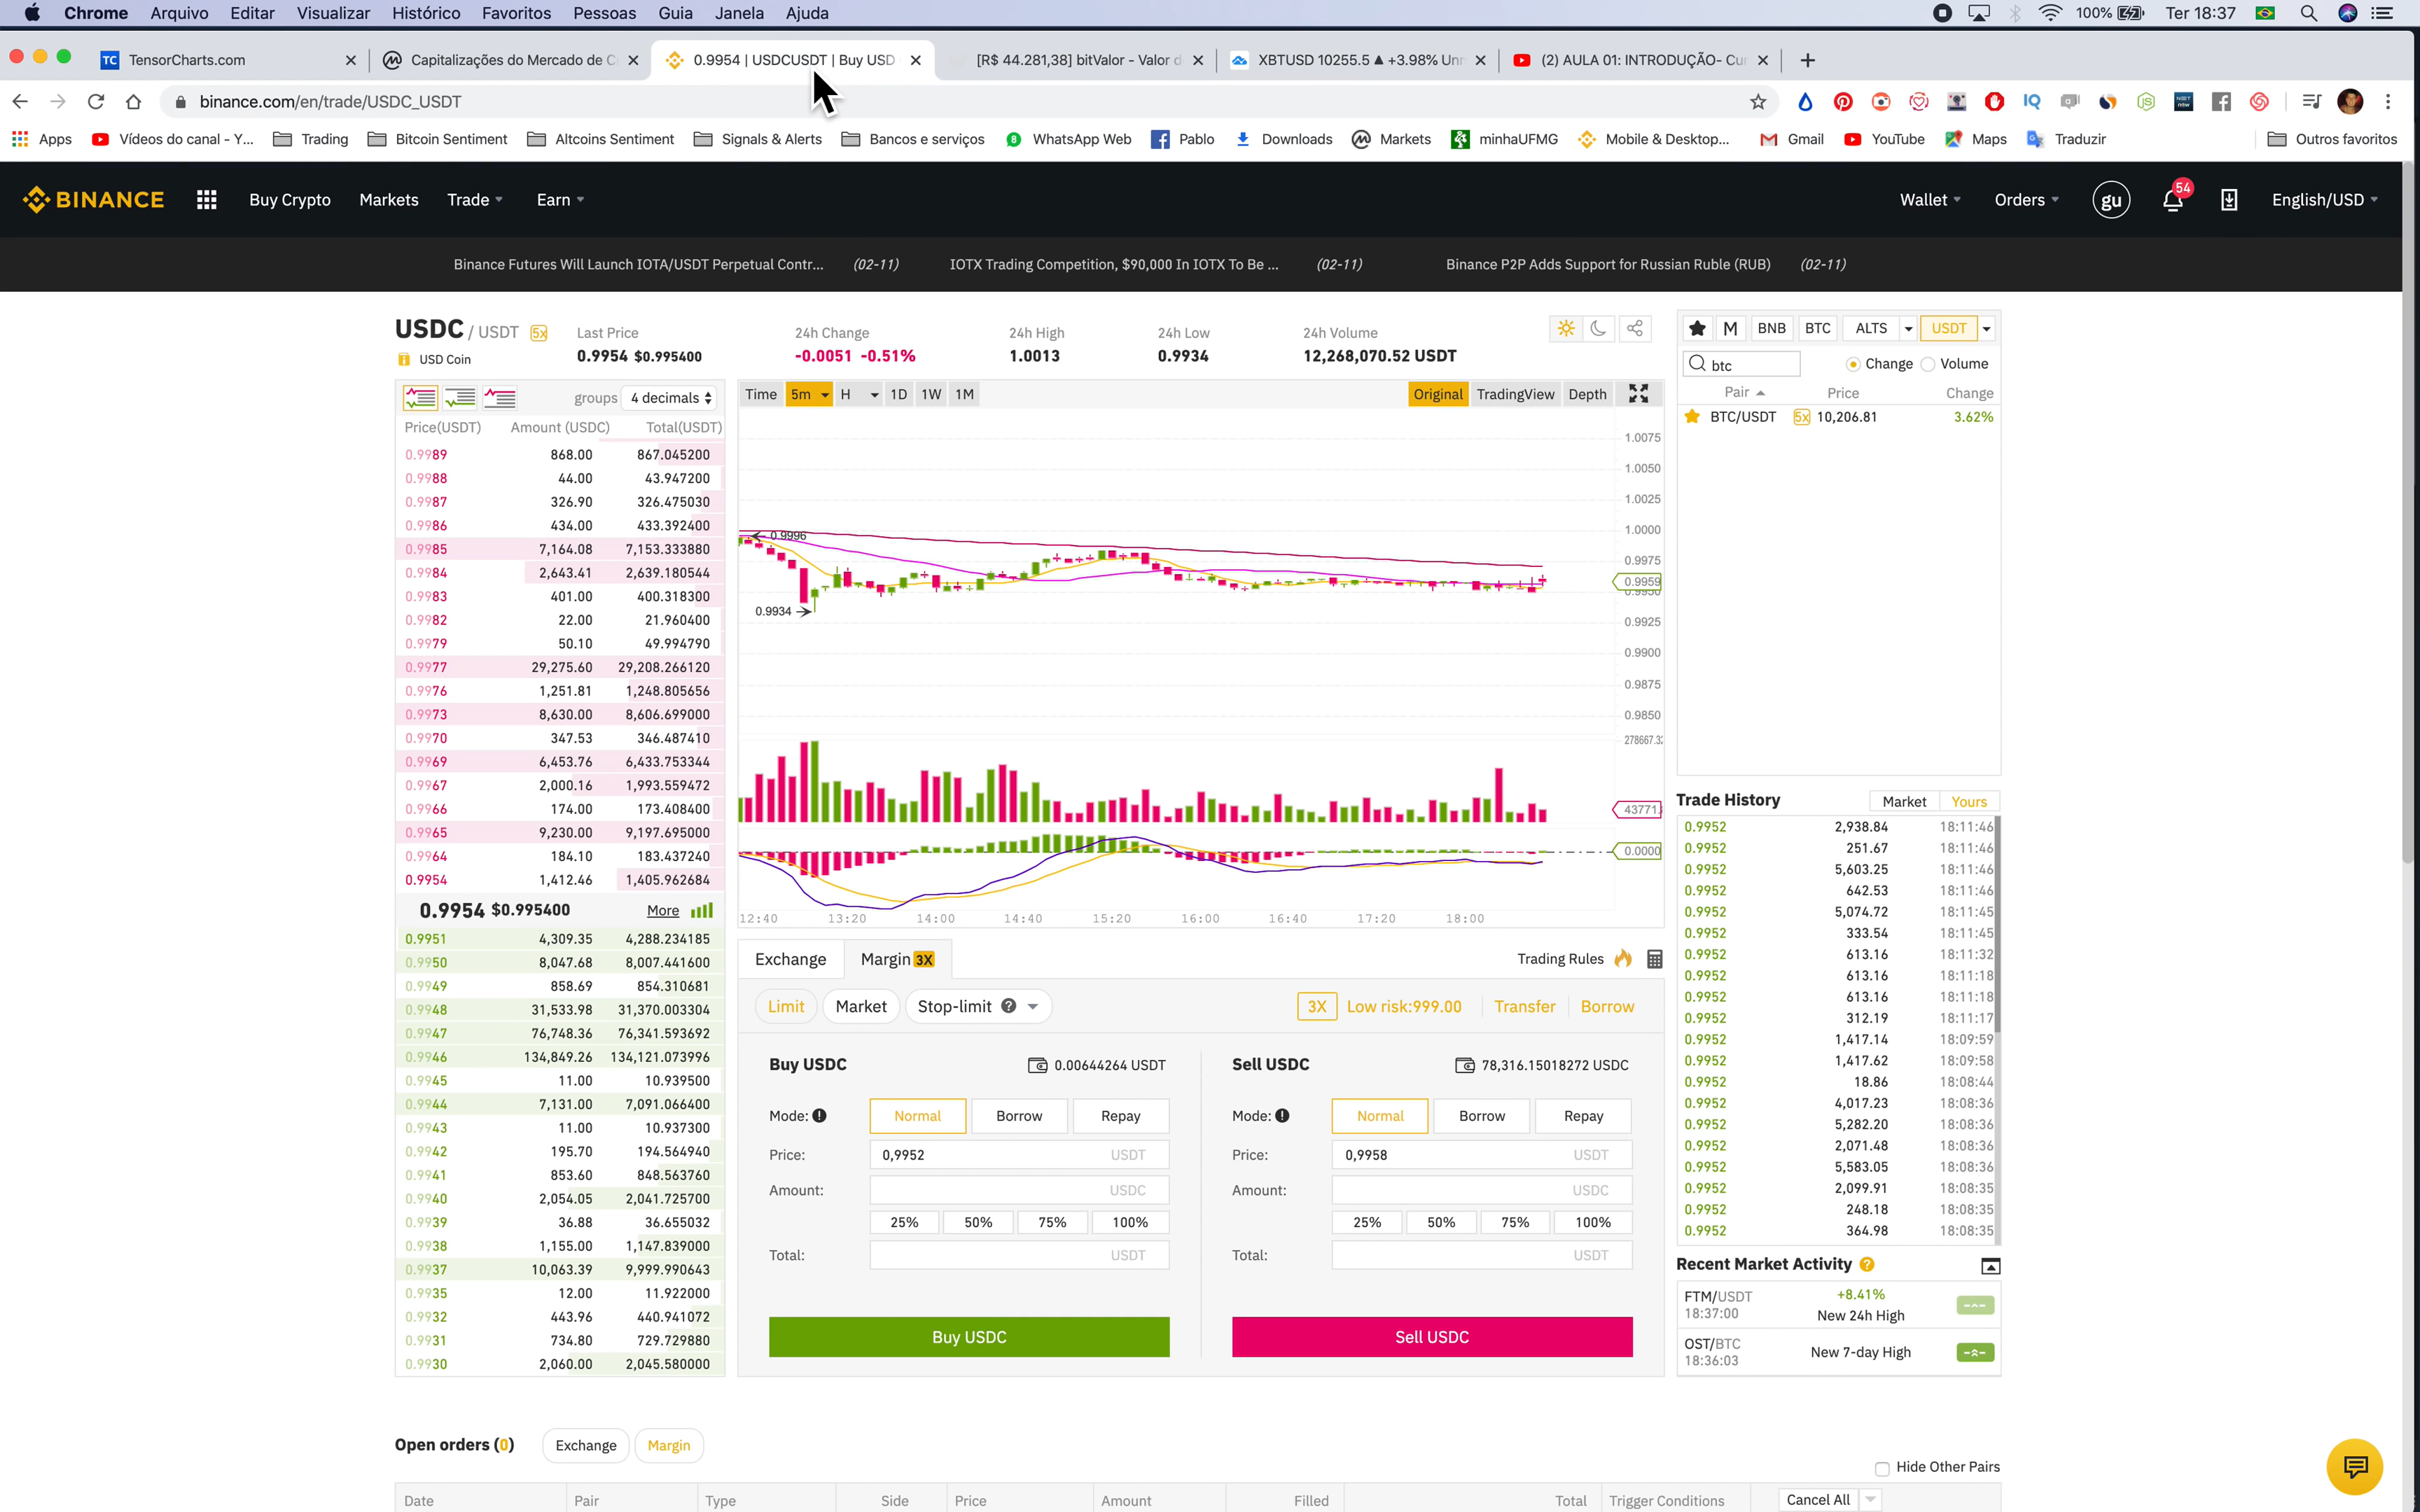 Chrome Arquivo Editar Visualizar Histórico Favoritos Pessoas Guia Janela Ajuda 100% Ter 18:37
TC TensorCharts.com Capitalizações do Mercado de C 0.9954 | USDCUSDT | Buy USD [R$ 44.281,38] bitValor - Valor d XBTUSD 10255.5 ▲ +3.98% Unr (2) AULA 01: INTRODUÇÃO- Cur
binance.com/en/trade/USDC_USDT
Apps Vídeos do canal - Y... Trading Bitcoin Sentiment Altcoins Sentiment Signals & Alerts Bancos e serviços WhatsApp Web Pablo Downloads Markets minhaUFMG Mobile & Desktop... Gmail YouTube Maps Traduzir Outros favoritos
BINANCE Buy Crypto Markets Trade Earn Wallet Orders gu 54 English/USD
Binance Futures Will Launch IOTA/USDT Perpetual Contr... (02-11) IOTX Trading Competition, $90,000 In IOTX To Be ... (02-11) Binance P2P Adds Support for Russian Ruble (RUB) (02-11)
USDC / USDT 5x
USD Coin
Last Price 24h Change 24h High 24h Low 24h Volume
0.9954 $0.995400 -0.0051 -0.51% 1.0013 0.9934 12,268,070.52 USDT
groups 4 decimals
Price(USDT) Amount (USDC) Total(USDT)
0.9989 868.00 867.045200
0.9988 44.00 43.947200
0.9987 326.90 326.475030
0.9986 434.00 433.392400
0.9985 7,164.08 7,153.333880
0.9984 2,643.41 2,639.180544
0.9983 401.00 400.318300
0.9982 22.00 21.960400
0.9979 50.10 49.994790
0.9977 29,275.60 29,208.266120
0.9976 1,251.81 1,248.805656
0.9973 8,630.00 8,606.699000
0.9970 347.53 346.487410
0.9969 6,453.76 6,433.753344
0.9967 2,000.16 1,993.559472
0.9966 174.00 173.408400
0.9965 9,230.00 9,197.695000
0.9964 184.10 183.437240
0.9954 1,412.46 1,405.962684
0.9954 $0.995400 More
0.9951 4,309.35 4,288.234185
0.9950 8,047.68 8,007.441600
0.9949 858.69 854.310681
0.9948 31,533.98 31,370.003304
0.9947 76,748.36 76,341.593692
0.9946 134,849.26 134,121.073996
0.9945 11.00 10.939500
0.9944 7,131.00 7,091.066400
0.9943 11.00 10.937300
0.9942 195.70 194.564940
0.9941 853.60 848.563760
0.9940 2,054.05 2,041.725700
0.9939 36.88 36.655032
0.9938 1,155.00 1,147.839000
0.9937 10,063.39 9,999.990643
0.9935 12.00 11.922000
0.9932 443.96 440.941072
0.9931 734.80 729.729880
0.9930 2,060.00 2,045.580000
Time 5m H 1D 1W 1M Original TradingView Depth
1.0075
1.0050
1.0025
1.0000
0.9996
0.9975
0.9959
0.9950
0.9934
0.9925
0.9900
0.9875
0.9850
278667.32
43771.
0.0000
12:40 13:20 14:00 14:40 15:20 16:00 16:40 17:20 18:00
Exchange Margin 3X Trading Rules
Limit Market Stop-limit 3X Low risk:999.00 Transfer Borrow
Buy USDC 0.00644264 USDT Sell USDC 78,316.15018272 USDC
Mode: Normal Borrow Repay Mode: Normal Borrow Repay
Price: 0,9952 USDT Price: 0,9958 USDT
Amount: USDC Amount: USDC
25% 50% 75% 100% 25% 50% 75% 100%
Total: USDT Total: USDT
Buy USDC Sell USDC
M BNB BTC ALTS USDT
btc Change Volume
Pair Price Change
BTC/USDT 5x 10,206.81 3.62%
Trade History Market Yours
0.9952 2,938.84 18:11:46
0.9952 251.67 18:11:46
0.9952 5,603.25 18:11:46
0.9952 642.53 18:11:46
0.9952 5,074.72 18:11:45
0.9952 333.54 18:11:45
0.9952 613.16 18:11:32
0.9952 613.16 18:11:18
0.9952 613.16 18:11:18
0.9952 312.19 18:11:17
0.9952 1,417.14 18:09:59
0.9952 1,417.62 18:09:58
0.9952 18.86 18:08:44
0.9952 4,017.23 18:08:36
0.9952 5,282.20 18:08:36
0.9952 2,071.48 18:08:36
0.9952 5,583.05 18:08:36
0.9952 2,099.91 18:08:35
0.9952 248.18 18:08:35
0.9952 364.98 18:08:35
Recent Market Activity
FTM/USDT +8.41%
18:37:00 New 24h High
OST/BTC New 7-day High
18:36:03
Open orders (0) Exchange Margin
Hide Other Pairs
Date Pair Type Side Price Amount Filled Total Trigger Conditions Cancel All